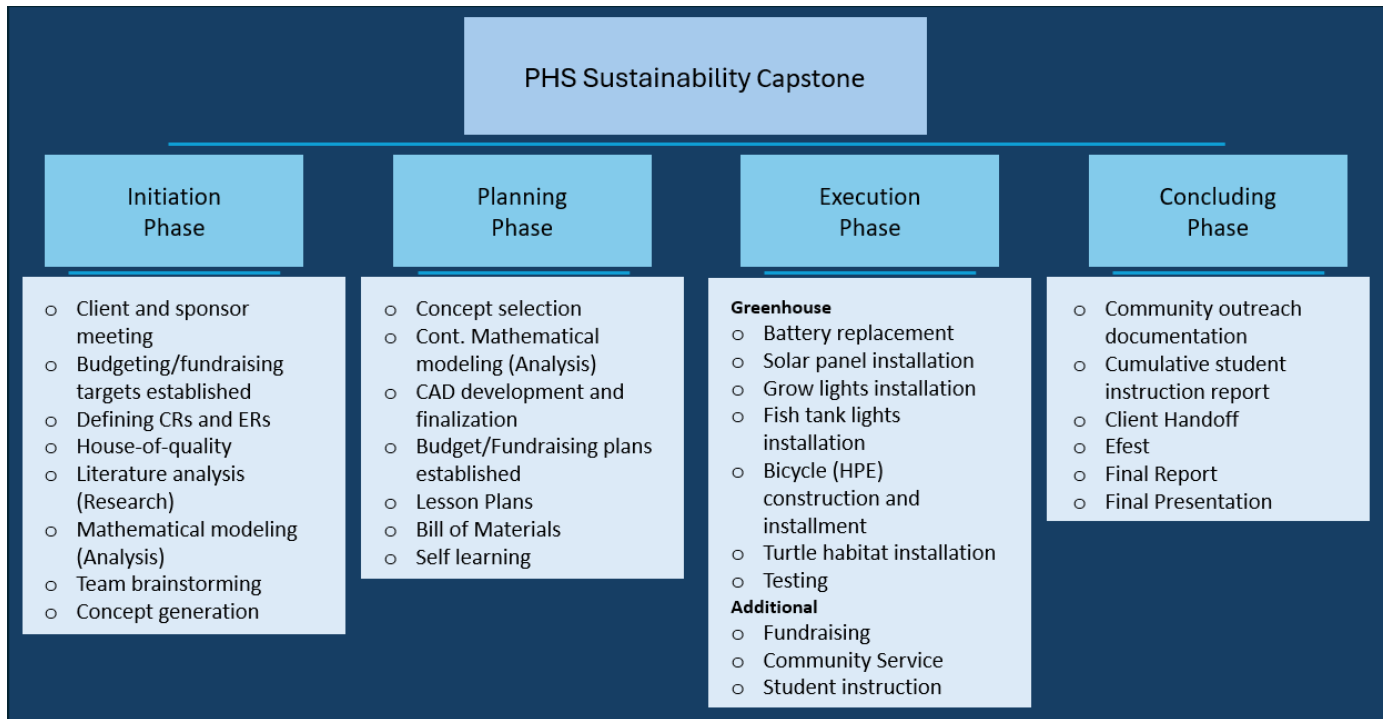 PHS Sustainability Capstone
Initiation
Phase
o Client and sponsor
meeting
o Budgeting/fundraising
targets established
o Defining CRs and ERs
o House-of-quality
o Literature analysis
(Research)
o Mathematical modeling
(Analysis)
o Team brainstorming
o Concept generation
Planning
Phase
o Concept selection
o Cont. Mathematical
modeling (Analysis)
o CAD development and
finalization
o Budget/Fundraising plans
established
o Lesson Plans
o Bill of Materials
o Self learning
Execution
Phase
Greenhouse
o Battery replacement
o Solar panel installation
o Grow lights installation
o Fish tank lights
installation
o Bicycle (HPE)
construction and
installment
o Turtle habitat installation
o Testing
Additional
o Fundraising
o Community Service
o Student instruction
Concluding
Phase
o Community outreach
documentation
o Cumulative student
instruction report
o Client Handoff
o Efest
o Final Report
o Final Presentation